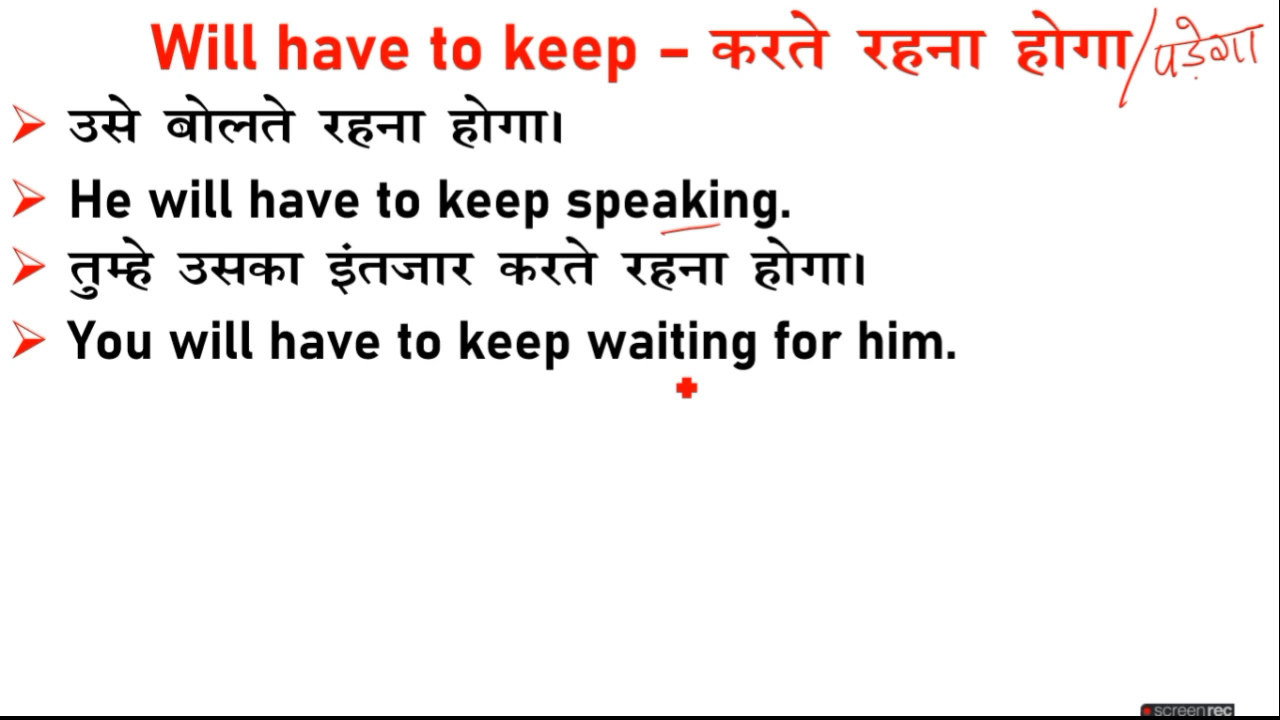 Will have to keep – करते रहना होगा/पड़ेगा
उसे बोलते रहना होगा।
He will have to keep speaking.
तुम्हे उसका इंतजार करते रहना होगा।
You will have to keep waiting for him.
screenrec